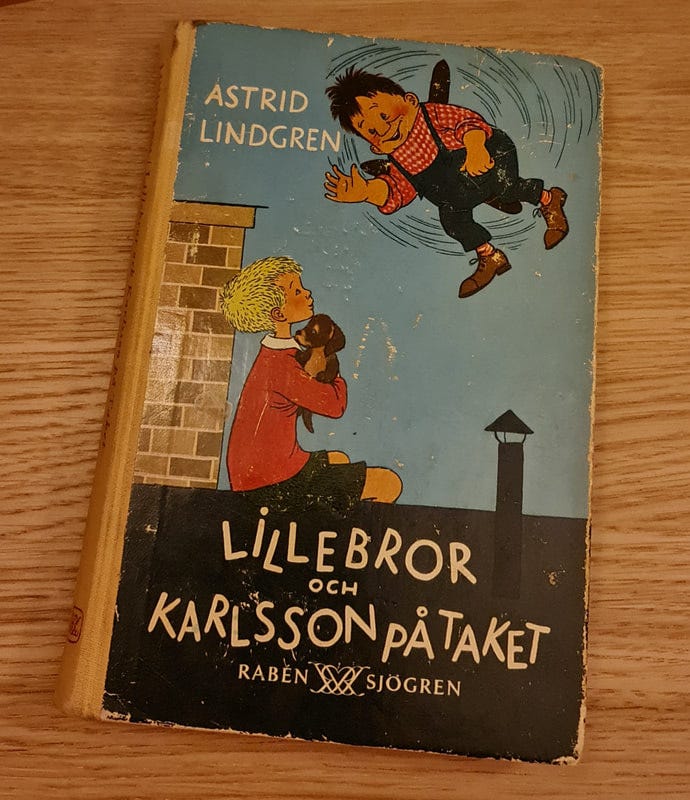 ASTRID
LINDGREN
LILLEBROR
OCH
KARLSSON PÅ TAKET
RABÉN SJÖGREN